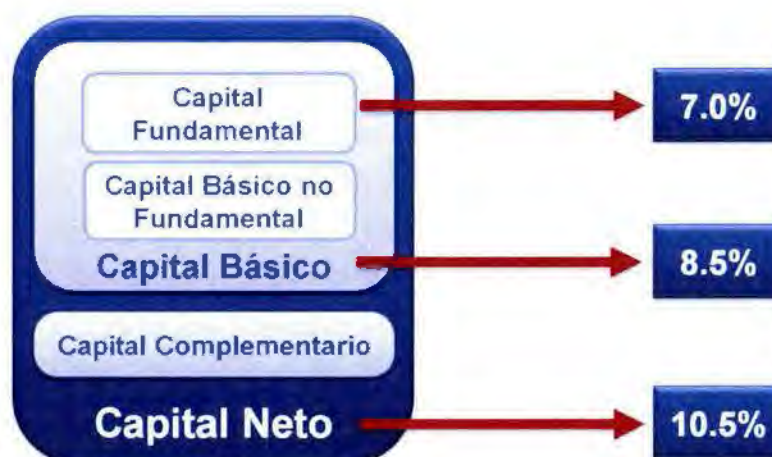 Capital
Fundamental
7.0%
Capital Básico no
Fundamental
Capital Básico
8.5%
Capital Complementario
Capital Neto
10.5%